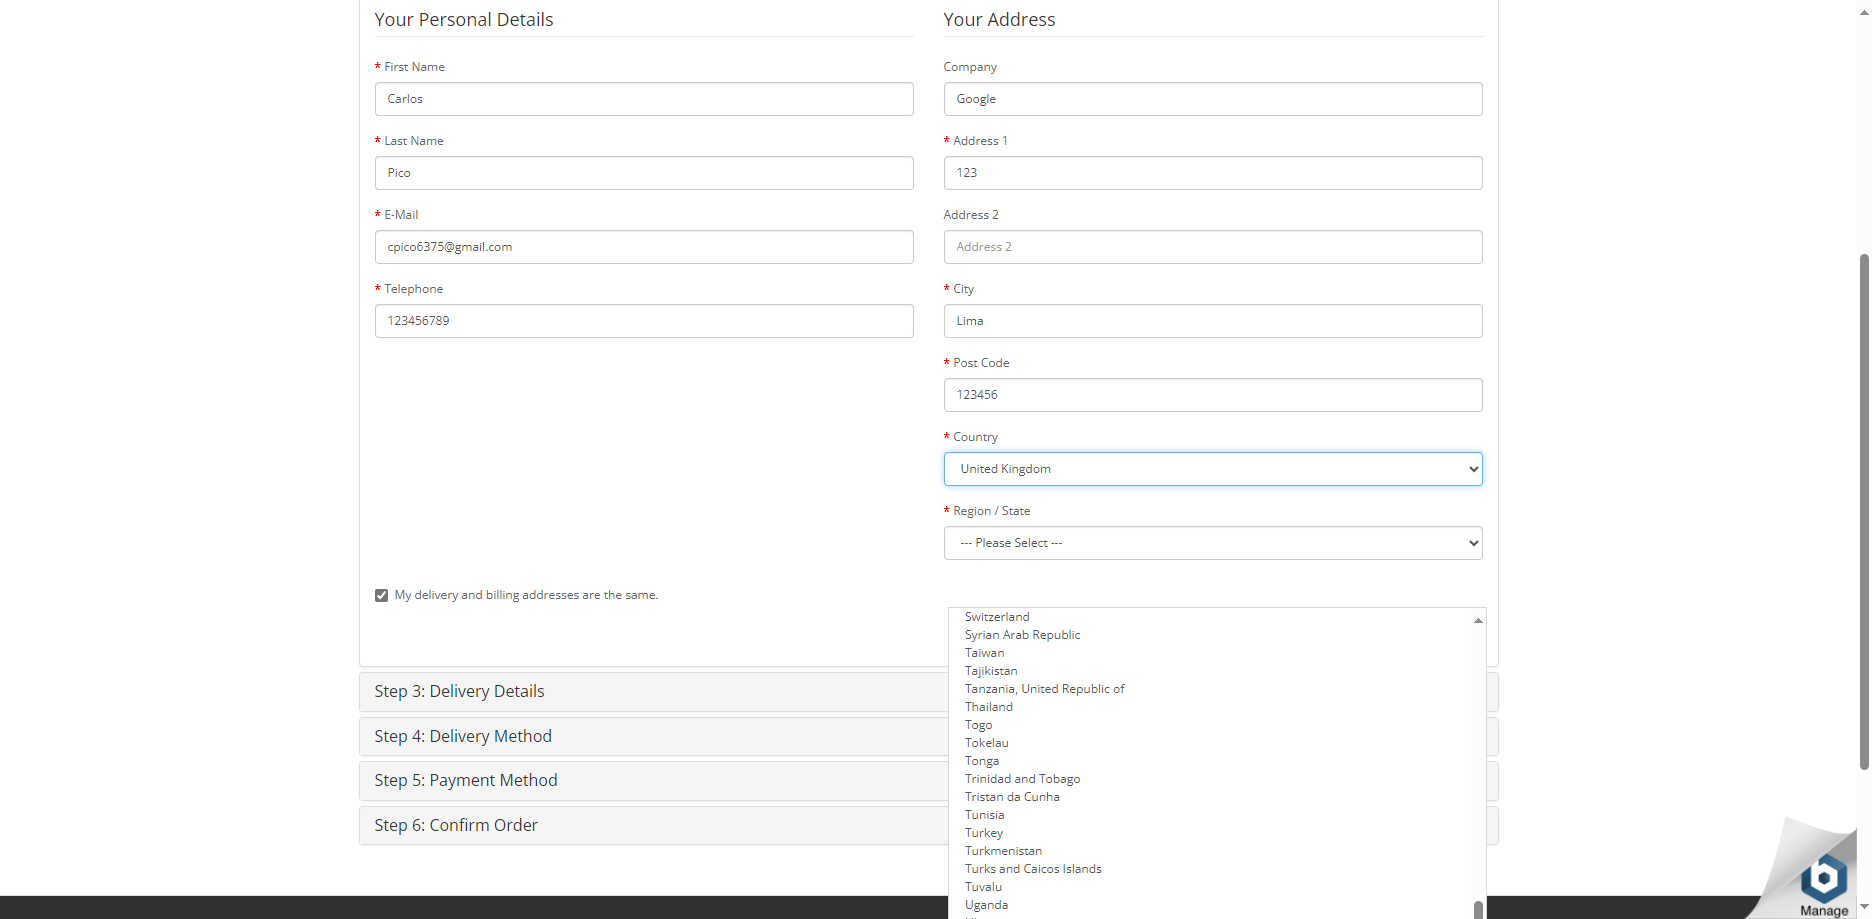 Your Personal Details
* First Name
Carlos
* Last Name
Pico
* E-Mail
cpico6375@gmail.com
* Telephone
123456789
Your Address
Company
Google
* Address 1
123
Address 2
Address 2
* City
Lima
* Post Code
123456
* Country
United Kingdom
* Region / State
--- Please Select ---
My delivery and billing addresses are the same.
Switzerland
Syrian Arab Republic
Taiwan
Tajikistan
Tanzania, United Republic of
Thailand
Togo
Tokelau
Tonga
Trinidad and Tobago
Tristan da Cunha
Tunisia
Turkey
Turkmenistan
Turks and Caicos Islands
Tuvalu
Uganda
Step 3: Delivery Details
Step 4: Delivery Method
Step 5: Payment Method
Step 6: Confirm Order
b
Manage